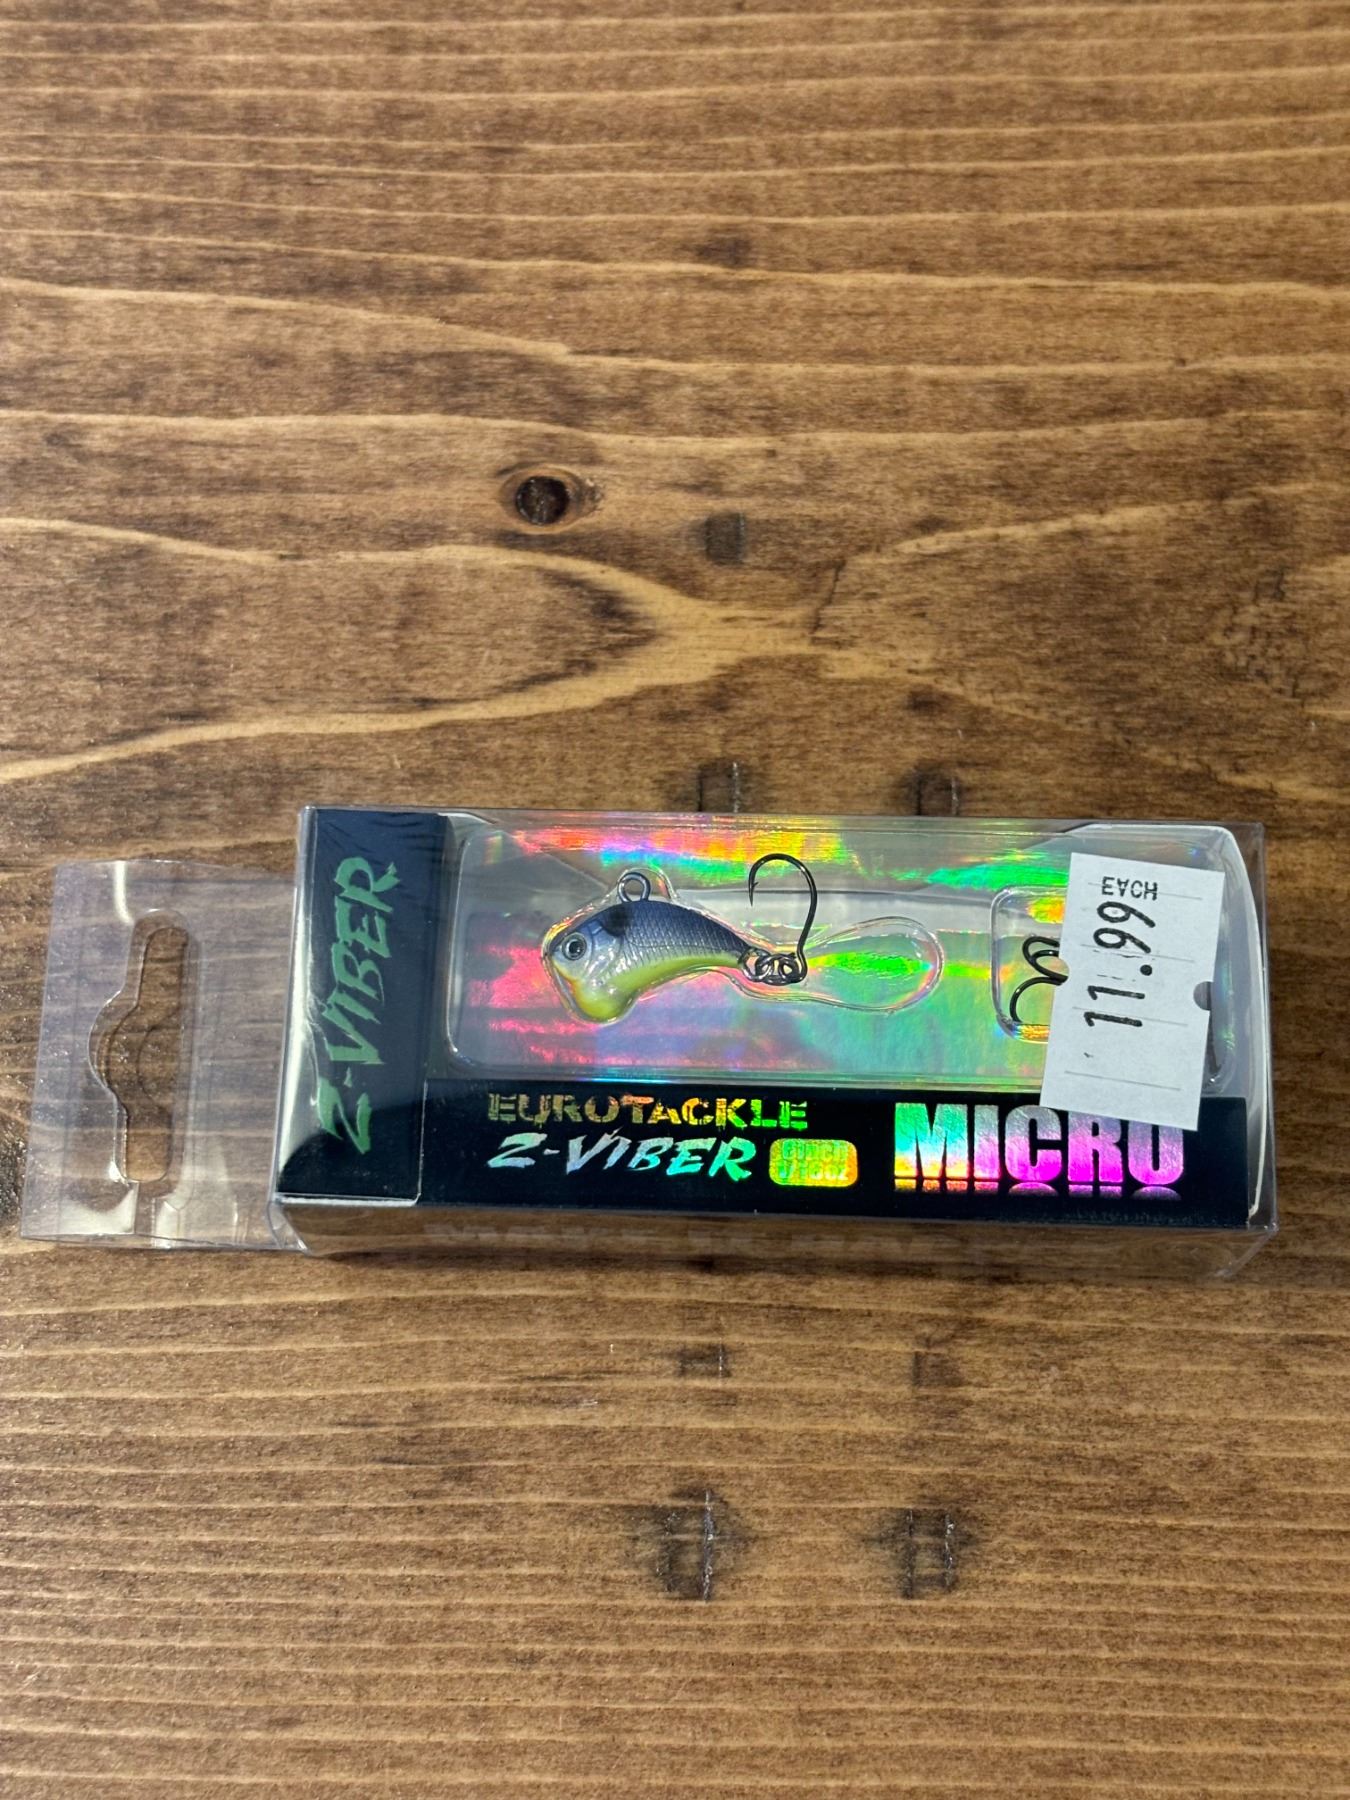 Z-VIBER
EACH
11.99
EUROTACKLE
Z-VIBER
MICRO